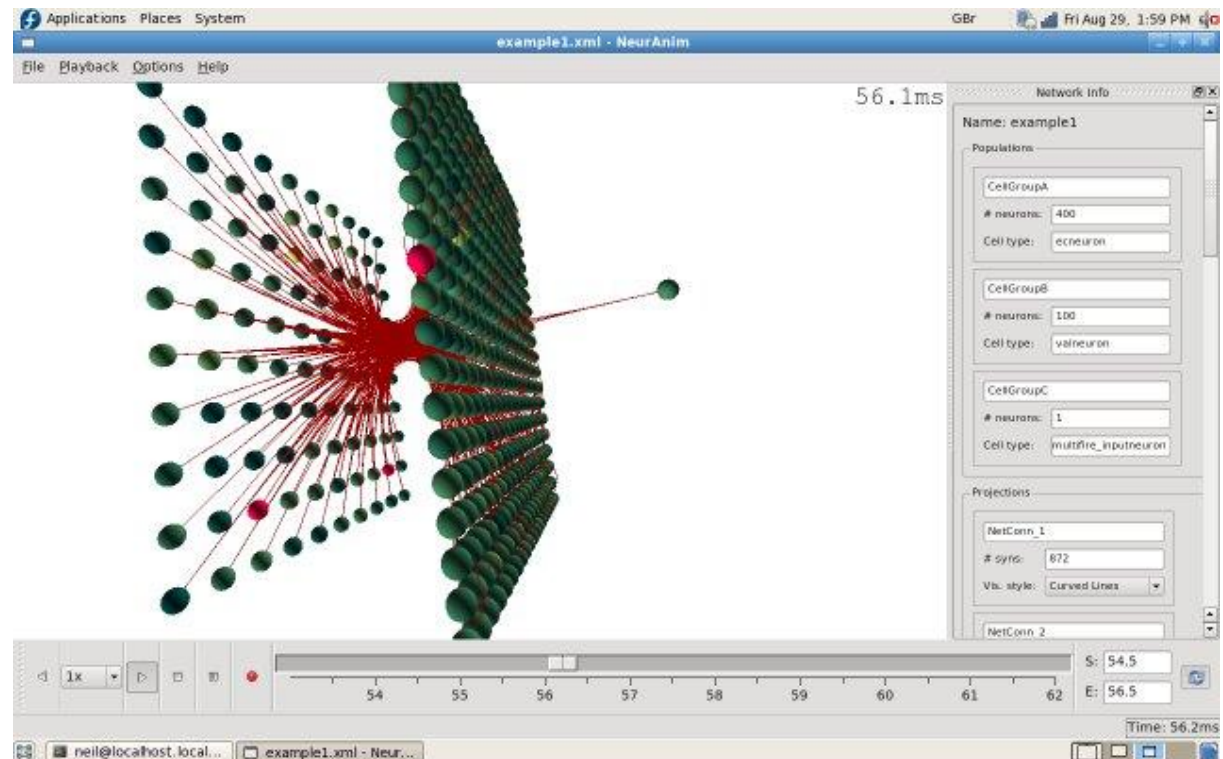 Applications Places System GBr Fri Aug 29, 1:59 PM
example1.xml - NeurAnim
File Playback Options Help
56.1ms
Network Info
Name: example1
Populations
CellGroupA
# neurons: 400
Cell type: ecneuron
CellGroupB
# neurons: 100
Cell type: valneuron
CellGroupC
# neurons: 1
Cell type: multifire_inputneuron
Projections
NetConn_1
# syns: 872
Vis. style: Curved Lines
NetConn_2
1x
54 55 56 57 58 59 60 61 62
S: 54.5
E: 56.5
Time: 56.2ms
neil@localhost.local... example1.xml - Neur...